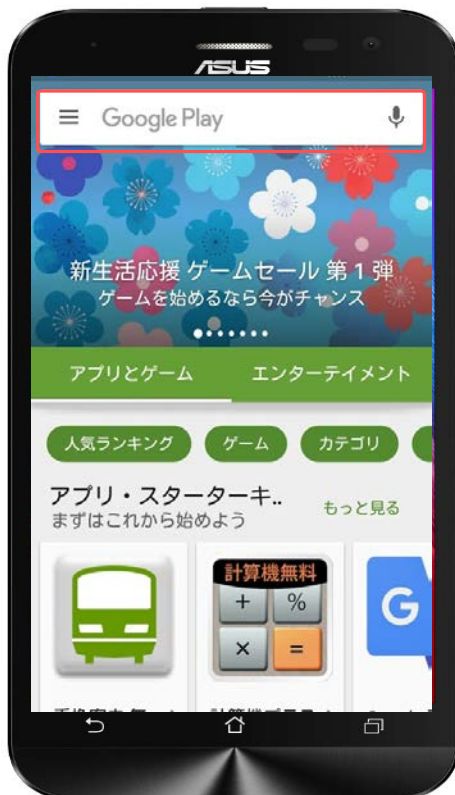 ASUS
Google Play
新生活応援 ゲームセール 第1弾
ゲームを始めるなら今がチャンス
アプリとゲーム エンターテイメント
人気ランキング ゲーム カテゴリ
アプリ・スターターキ..
まずはこれから始めよう
もっと見る
計算機無料
+ %
× =
G